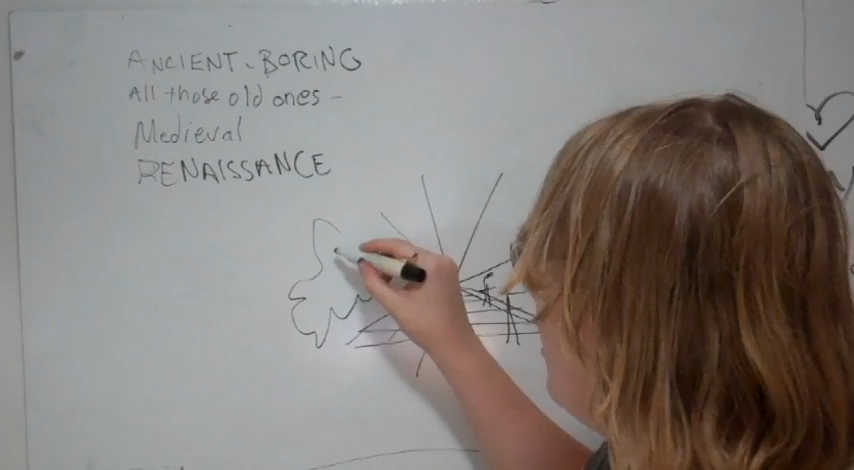 ANCIENT - BORING
All those old ones -
Medieval
RENAISSANCE